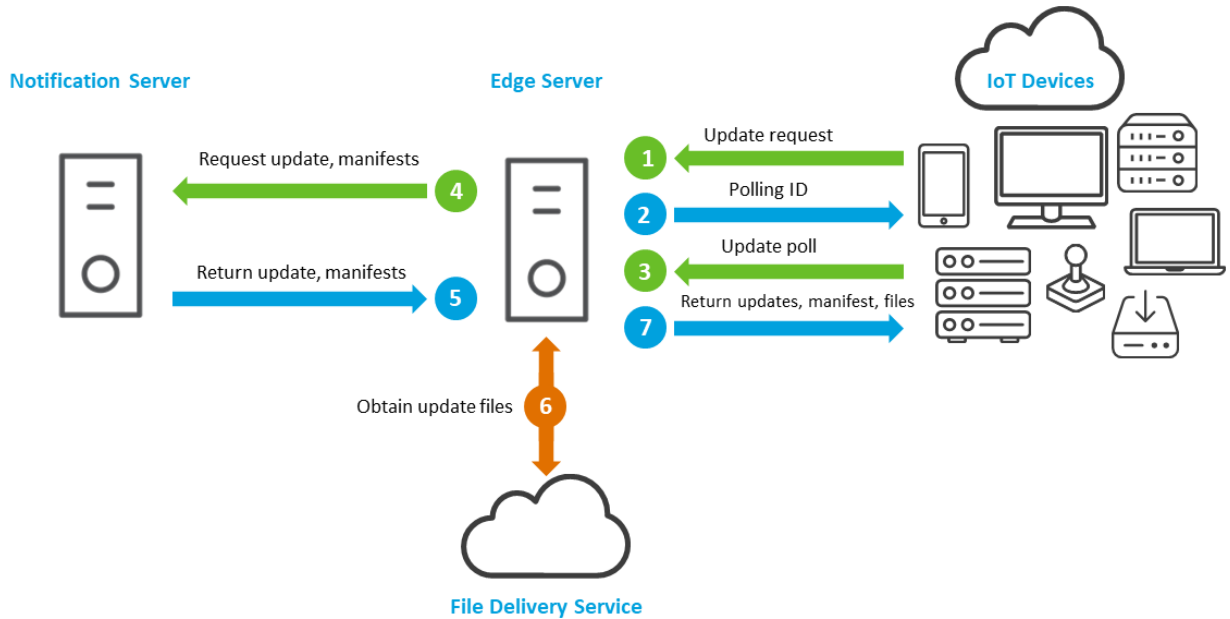 Notification Server
Edge Server
IoT Devices
Update request
1
Request update, manifests
4
Polling ID
2
Update poll
3
Return update, manifests
5
Return updates, manifest, files
7
Obtain update files
6
File Delivery Service